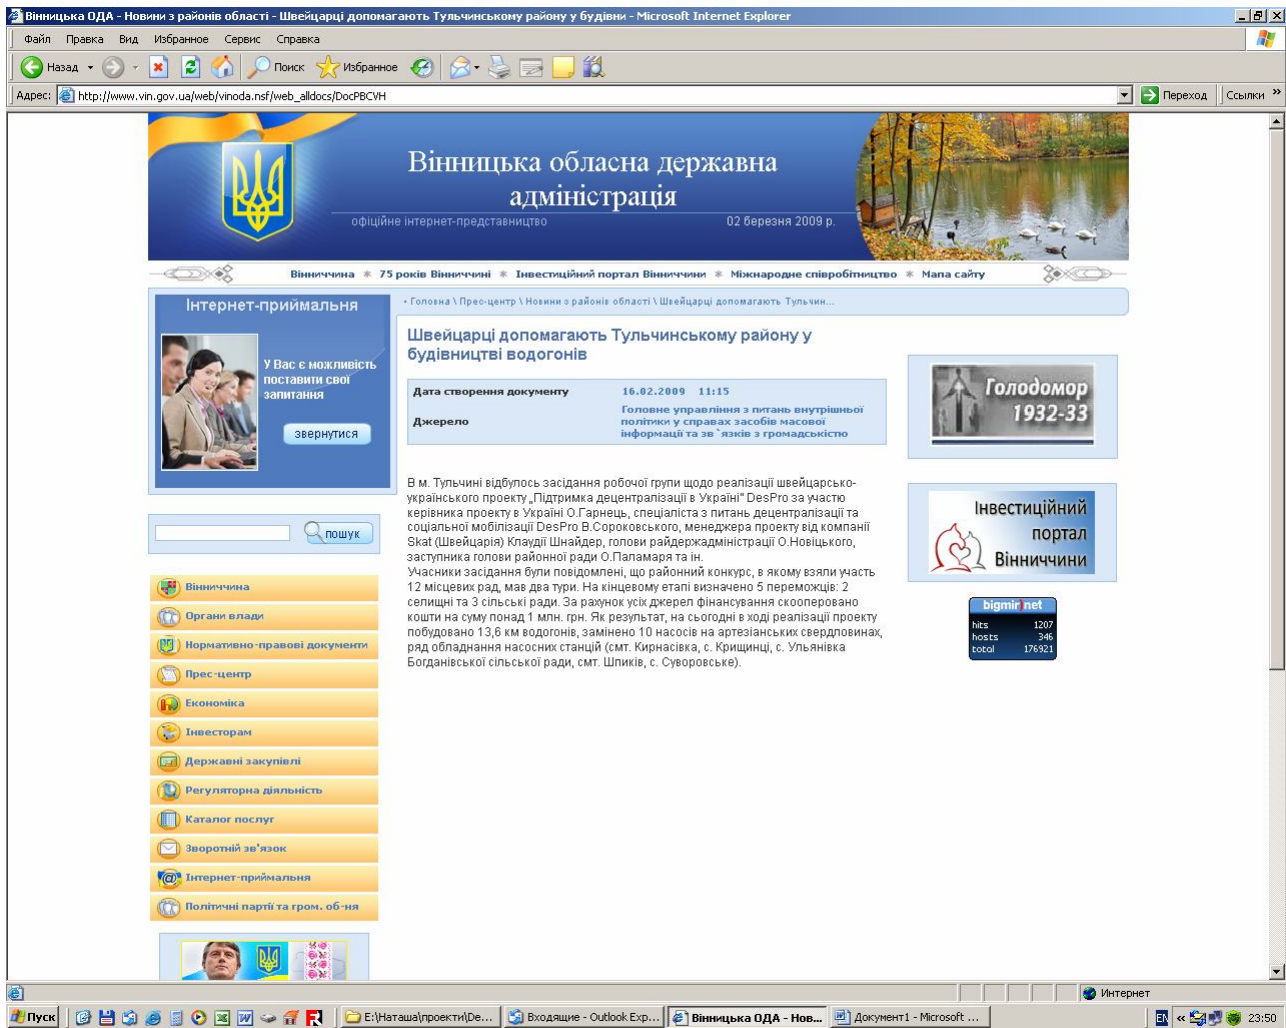 Вінницька ОДА - Новини з районів області - Швейцарці допомагають Тульчинському району у будівни - Microsoft Internet Explorer
Файл Правка Вид Избранное Сервис Справка
Назад Поиск Избранное
Адрес: http://www.vin.gov.ua/web/vinoda.nsf/web_alldocs/DocPBCVH Переход Ссылки »
Вінницька обласна державна
адміністрація
офіційне інтернет-представництво 02 березня 2009 р.
Вінниччина * 75 років Вінниччині * Інвестиційний портал Вінниччини * Міжнародне співробітництво * Мапа сайту
Інтернет-приймальня
У Вас є можливість
поставити свої
запитання
звернутися
• Головна \ Прес-центр \ Новини з районів області \ Швейцарці допомагають Тульчин...
Швейцарці допомагають Тульчинському району у
будівництві водогонів
Дата створення документу 16.02.2009 11:15
Джерело
Головне управління з питань внутрішньої
політики у справах засобів масової
інформації та зв`язків з громадськістю
В м. Тульчині відбулось засідання робочої групи щодо реалізації швейцарсько-
українського проекту „Підтримка децентралізації в Україні" DesPro за участю
керівника проекту в Україні О.Гарнець, спеціаліста з питань децентралізації та
соціальної мобілізації DesPro В.Сороковського, менеджера проекту від компанії
Skat (Швейцарія) Клаудії Шнайдер, голови райдержадміністрації О.Новіцького,
заступника голови районної ради О.Паламаря та ін.
Учасники засідання були повідомлені, що районний конкурс, в якому взяли участь
12 місцевих рад, мав два тури. На кінцевому етапі визначено 5 переможців: 2
селищні та 3 сільські ради. За рахунок усіх джерел фінансування скооперовано
кошти на суму понад 1 млн. грн. Як результат, на сьогодні в ході реалізації проекту
побудовано 13,6 км водогонів, замінено 10 насосів на артезіанських свердловинах,
ряд обладнання насосних станцій (смт. Кирнасівка, с. Крищинці, с. Ульянівка
Богданівської сільської ради, смт. Шпиків, с. Суворовське).
Голодомор
1932-33
Інвестиційний
портал
Вінниччини
bigmir)net
hits 1207
hosts 346
total 176921
пошук
Вінниччина
Органи влади
Нормативно-правові документи
Прес-центр
Економіка
Інвесторам
Державні закупівлі
Регуляторна діяльність
Каталог послуг
Зворотній зв'язок
Інтернет-приймальня
Політичні партії та гром. об-ня
Интернет
Пуск E:\Наташа\проекти\De... Входящие - Outlook Exp... Вінницька ОДА - Нов... Документ1 - Microsoft ... EN « 23:50